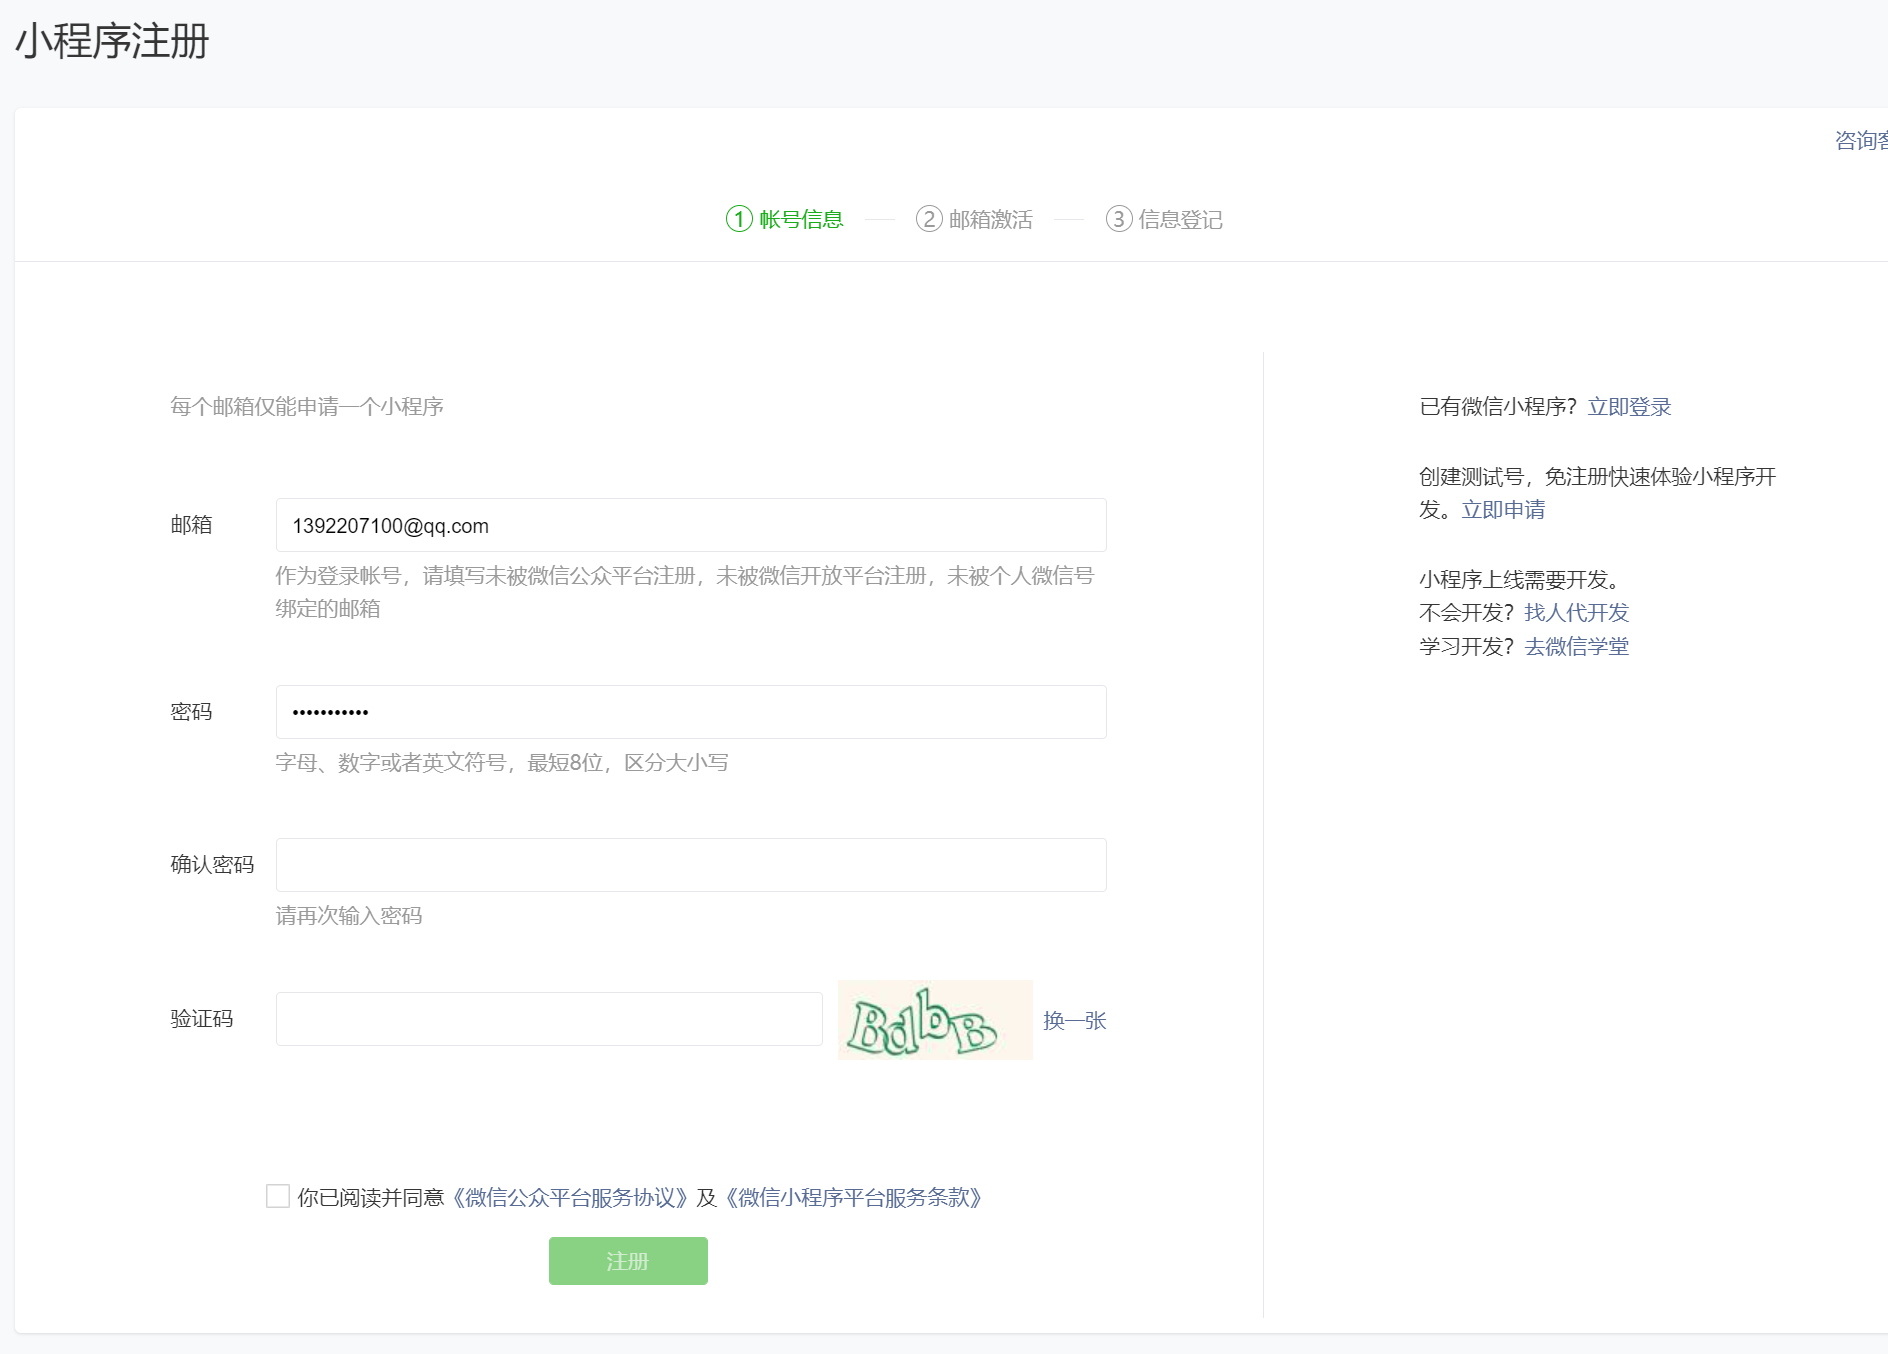 小程序注册
咨询客
① 帐号信息
② 邮箱激活
③ 信息登记
每个邮箱仅能申请一个小程序
邮箱
1392207100@qq.com
作为登录帐号，请填写未被微信公众平台注册，未被微信开放平台注册，未被个人微信号
绑定的邮箱
密码
•••••••••••
字母、数字或者英文符号，最短8位，区分大小写
确认密码
请再次输入密码
验证码
BdbB
换一张
你已阅读并同意《微信公众平台服务协议》及《微信小程序平台服务条款》
注册
已有微信小程序？立即登录
创建测试号，免注册快速体验小程序开
发。立即申请
小程序上线需要开发。
不会开发？找人代开发
学习开发？去微信学堂